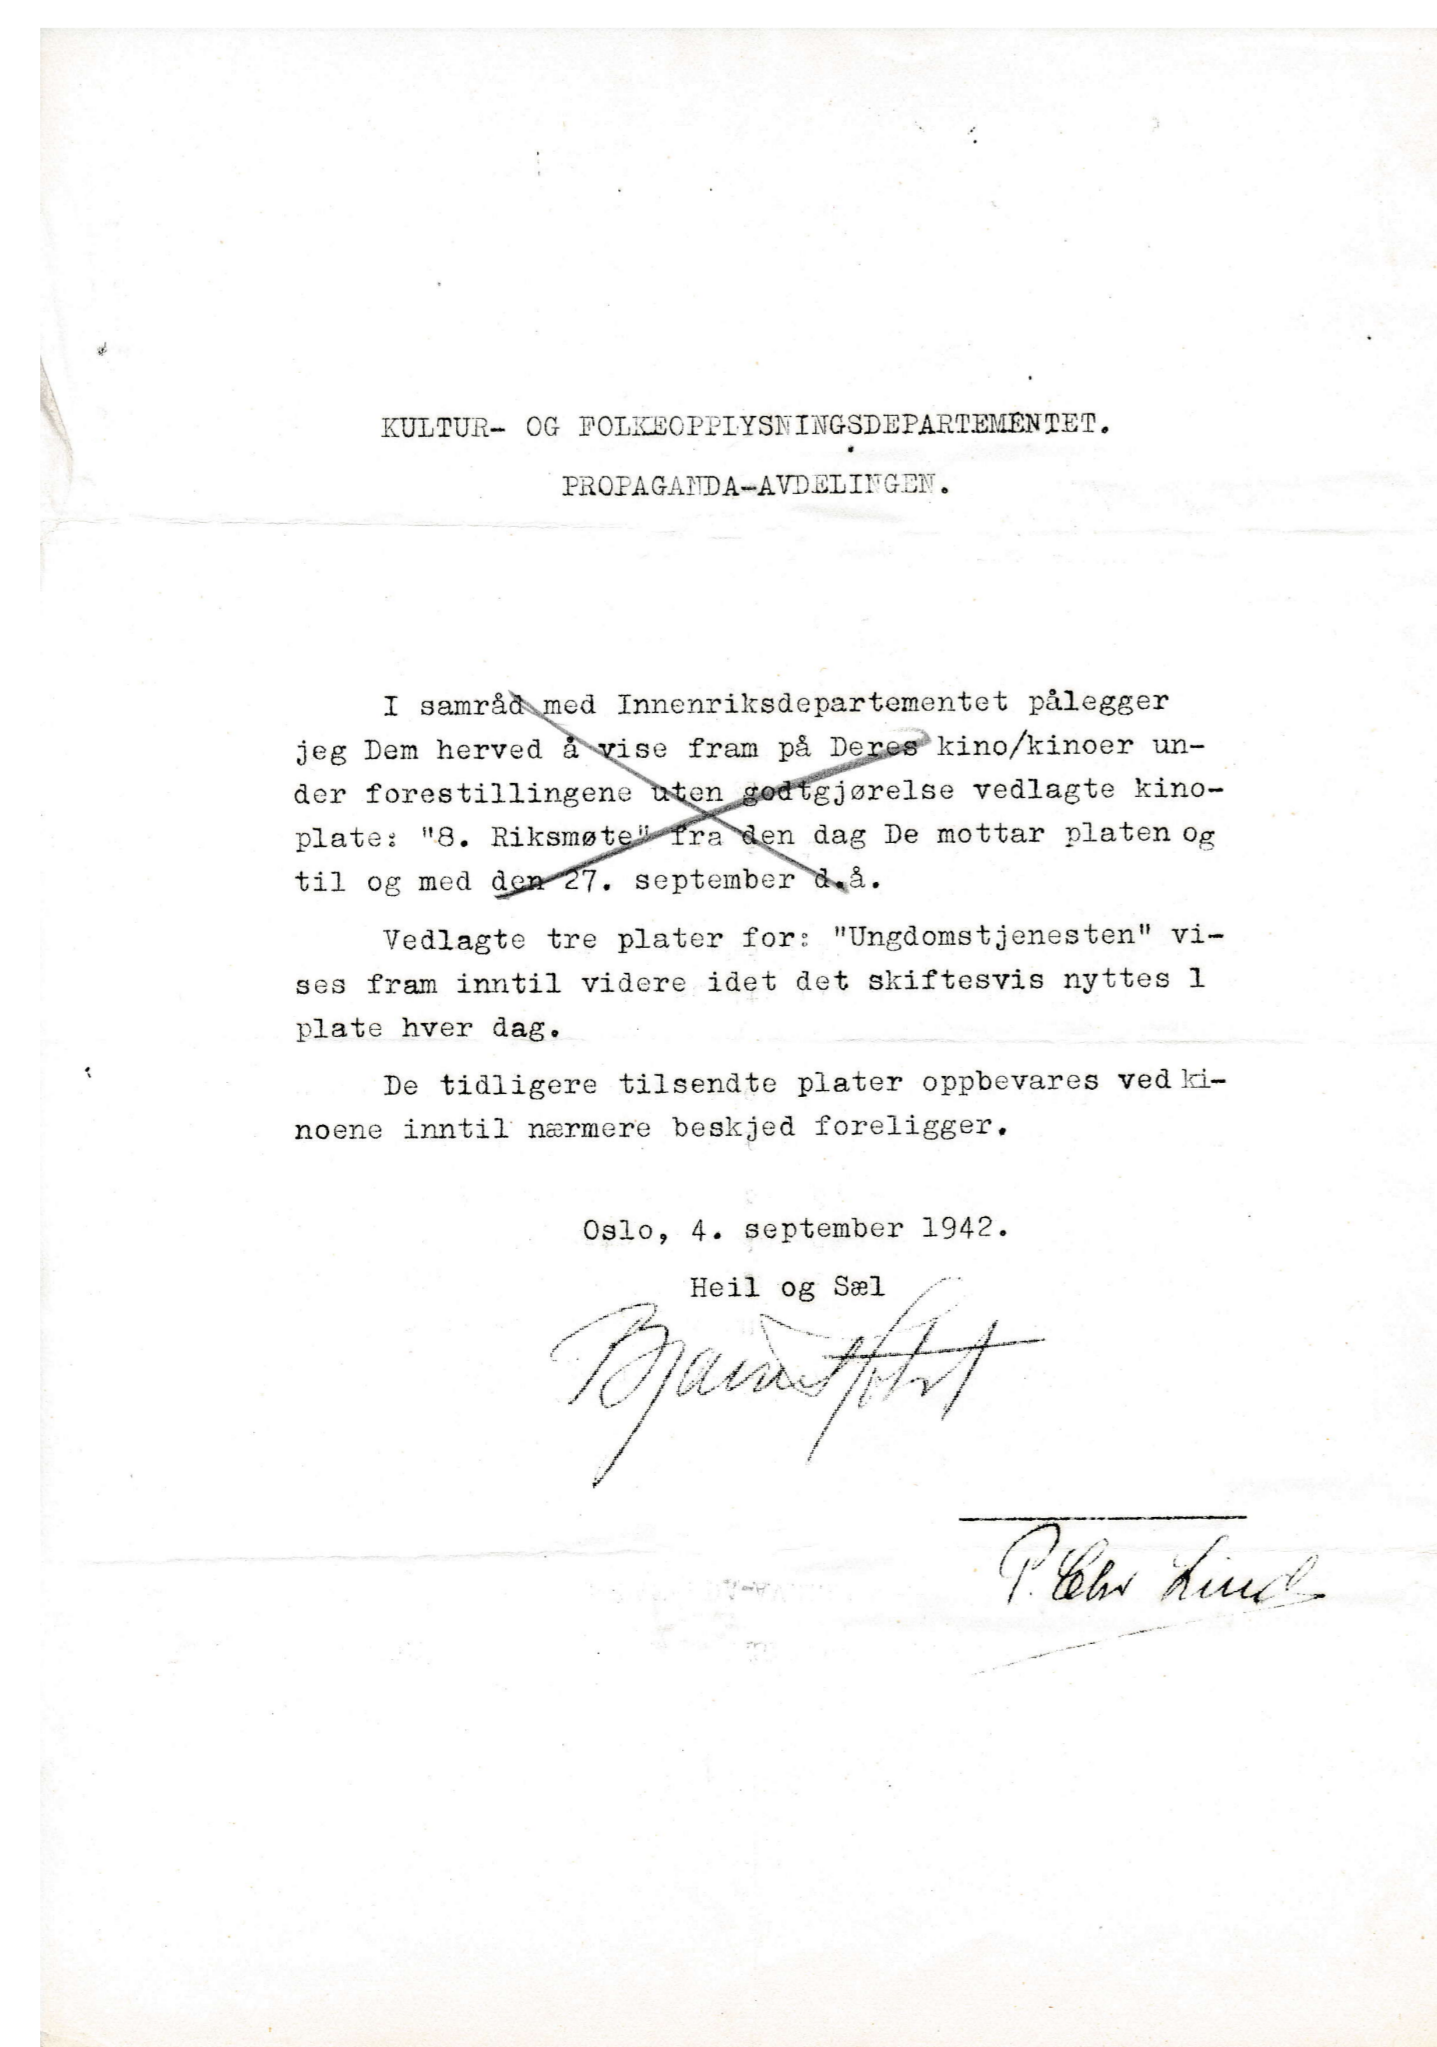 KULTUR- OG FOLKEOPPLYSNINGSDEPARTEMENTET.
PROPAGANDA-AVDELINGEN.
I samråd med Innenriksdepartementet pålegger
jeg Dem herved å vise fram på Deres kino/kinoer un-
der forestillingene uten godtgjørelse vedlagte kino-
plate: "8. Riksmøte" fra den dag De mottar platen og
til og med den 27. september d.å.
Vedlagte tre plater for: "Ungdomstjenesten" vi-
ses fram inntil videre idet det skiftesvis nyttes 1
plate hver dag.
De tidligere tilsendte plater oppbevares ved ki-
noene inntil nærmere beskjed foreligger.
Oslo, 4. september 1942.
Heil og Sæl
P. Chr Lind